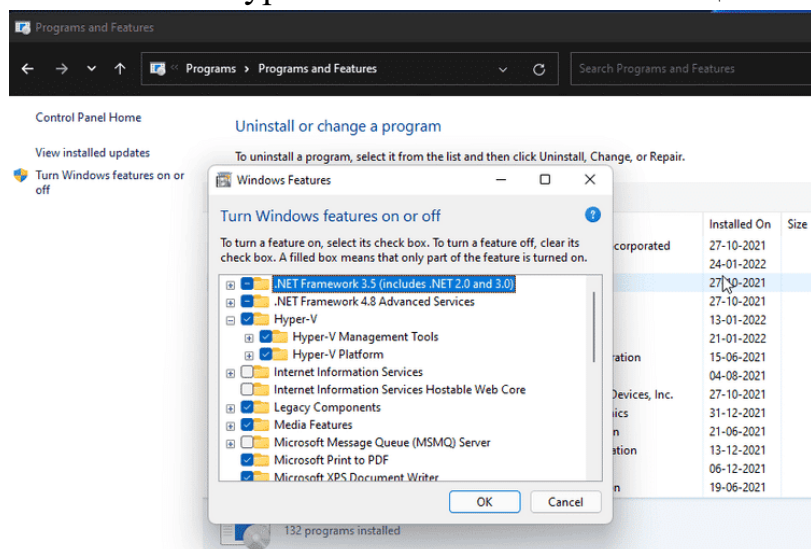 Programs and Features
Programs › Programs and Features
Search Programs and Features
Control Panel Home
View installed updates
Turn Windows features on or
off
Uninstall or change a program
To uninstall a program, select it from the list and then click Uninstall, Change, or Repair.
Windows Features
Turn Windows features on or off
To turn a feature on, select its check box. To turn a feature off, clear its
check box. A filled box means that only part of the feature is turned on.
.NET Framework 3.5 (includes .NET 2.0 and 3.0)
.NET Framework 4.8 Advanced Services
Hyper-V
Hyper-V Management Tools
Hyper-V Platform
Internet Information Services
Internet Information Services Hostable Web Core
Legacy Components
Media Features
Microsoft Message Queue (MSMQ) Server
Microsoft Print to PDF
Microsoft XPS Document Writer
OK Cancel
Installed On Size
corporated 27-10-2021
24-01-2022
27-10-2021
27-10-2021
13-01-2022
21-01-2022
ration 15-06-2021
04-08-2021
Devices, Inc. 27-10-2021
ics 31-12-2021
n 21-06-2021
ation 13-12-2021
06-12-2021
n 19-06-2021
132 programs installed